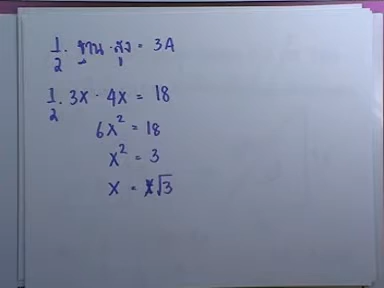 1/2 · ฐาน · สูง = 3A
1/2 · 3x · 4x = 18
6x² = 18
x² = 3
x = √3